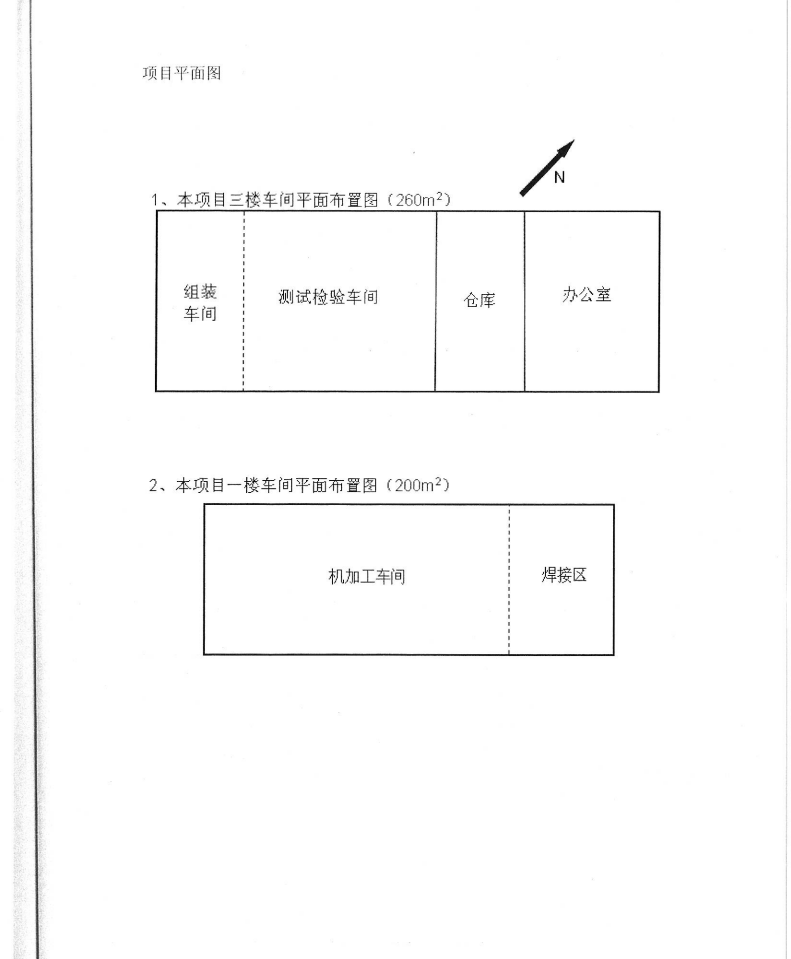 项目平面图
N
1、本项目三楼车间平面布置图（260m²）
组装
车间
测试检验车间
仓库
办公室
2、本项目一楼车间平面布置图（200m²）
机加工车间
焊接区